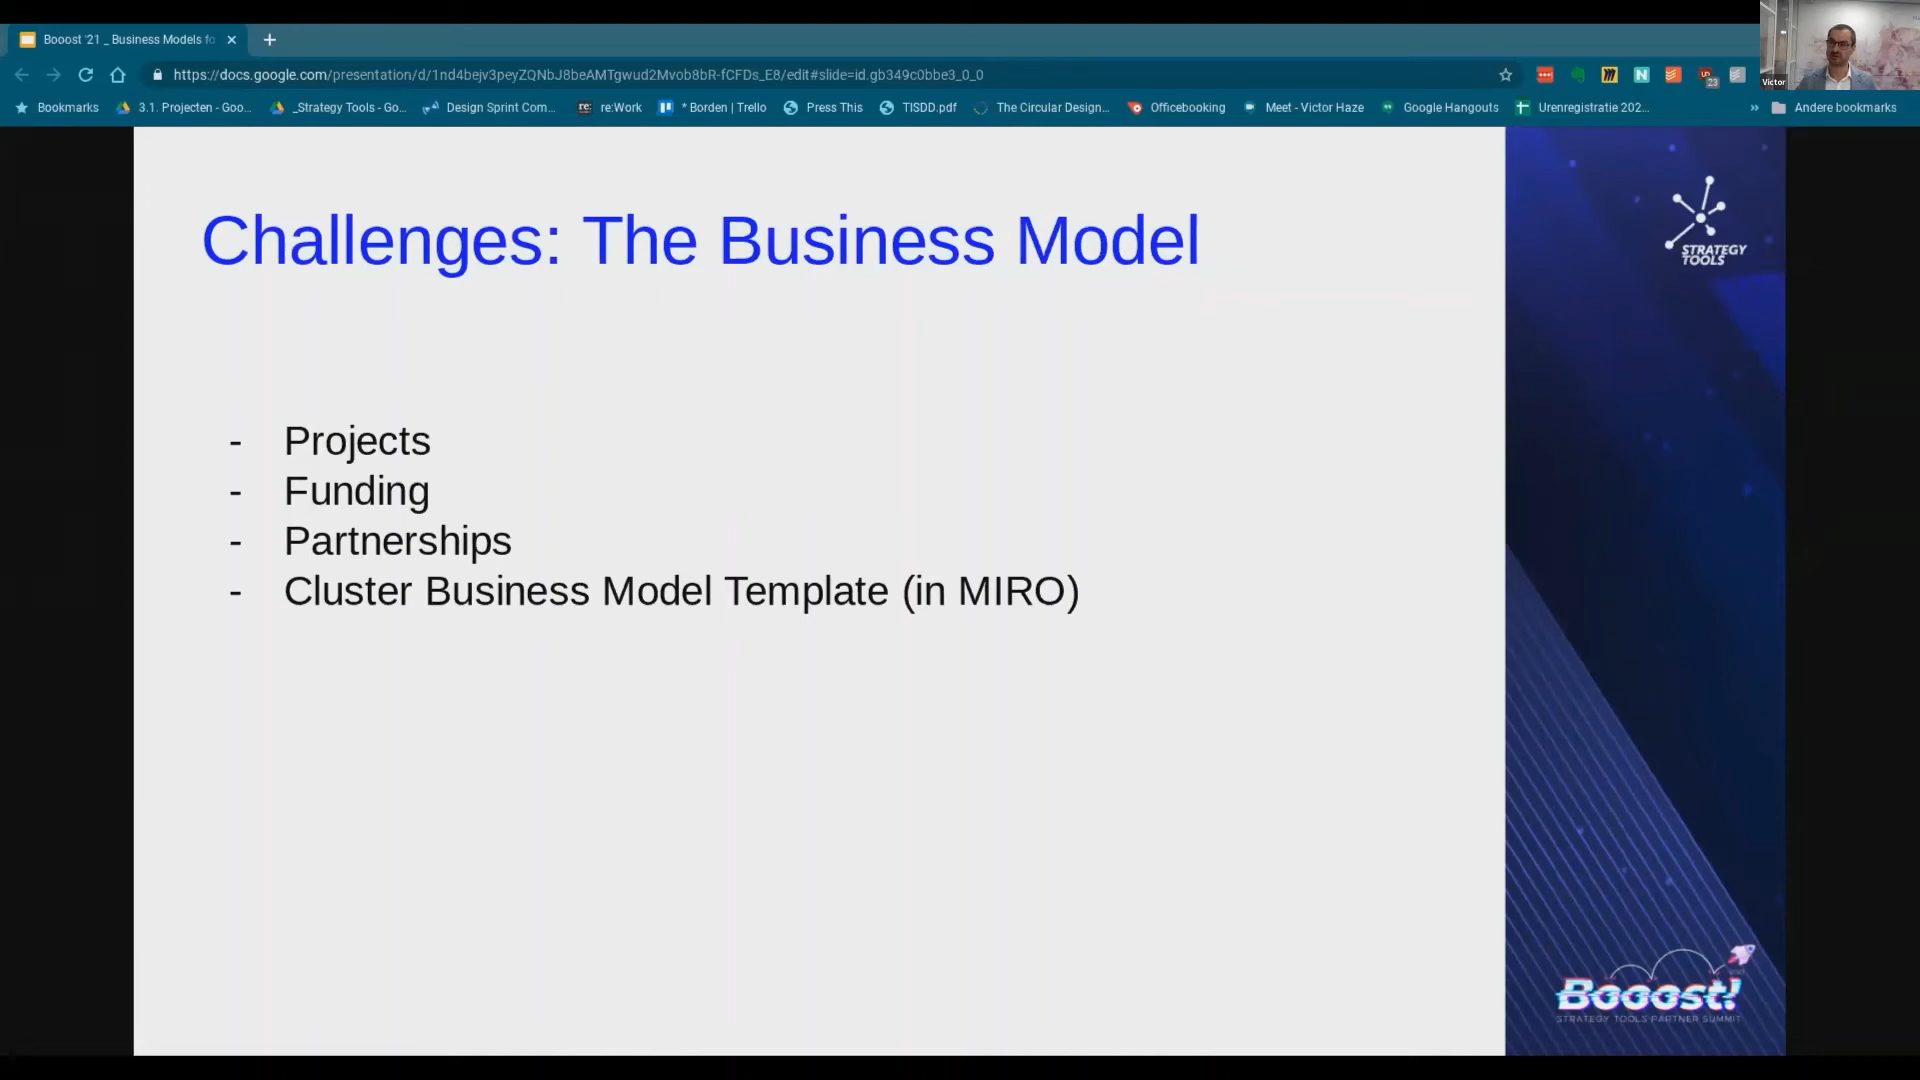 Booost '21 _ Business Models fo
https://docs.google.com/presentation/d/1nd4bejv3peyZQNbJ8beAMTgwud2Mvob8bR-fCFDs_E8/edit#slide=id.gb349c0bbe3_0_0
23
Victor
Bookmarks 3.1. Projecten - Goo... _Strategy Tools - Go... Design Sprint Com... re: re:Work * Borden | Trello Press This TISDD.pdf The Circular Design... Officebooking Meet - Victor Haze Google Hangouts Urenregistratie 202... » Andere bookmarks
Challenges: The Business Model
STRATEGY
TOOLS
- Projects
- Funding
- Partnerships
- Cluster Business Model Template (in MIRO)
Booost!
STRATEGY TOOLS PARTNER SUMMIT